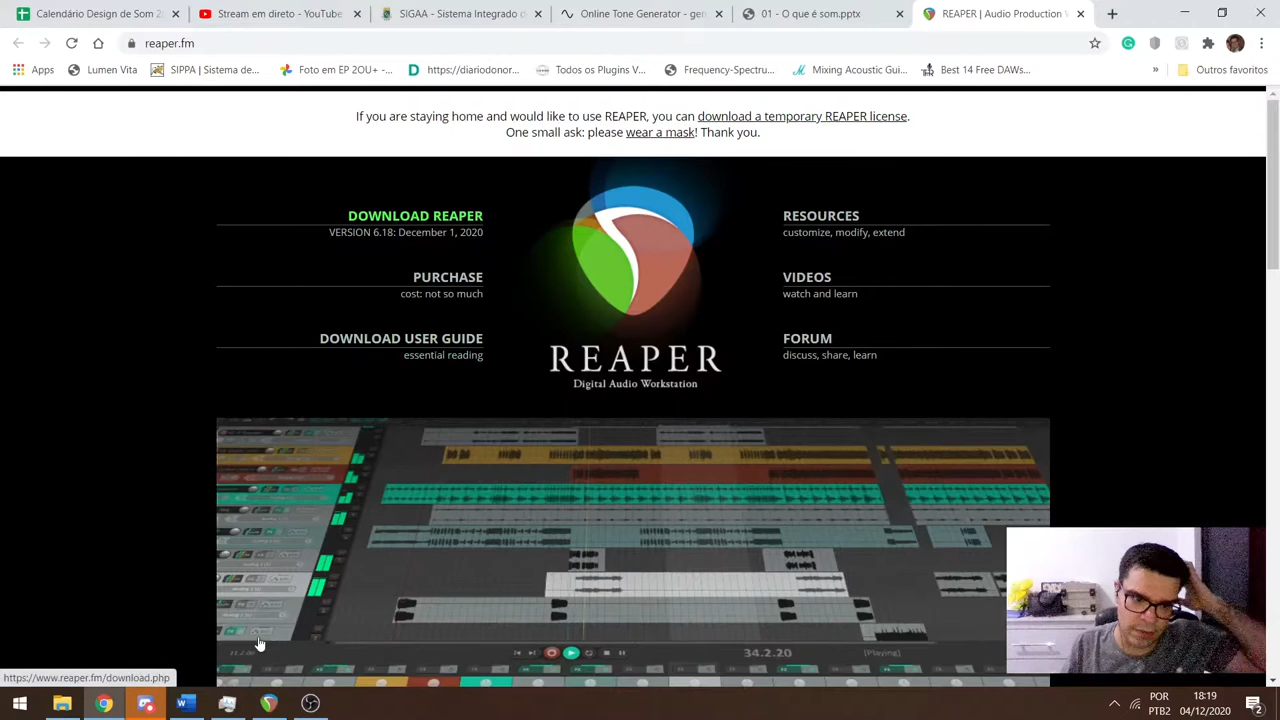 Calendário Design de Som 2
Stream em direto - YouTube
SIGAA - Sistema Integrado
Online Tone Generator - gen
01 - O que é som.pptx
REAPER | Audio Production
reaper.fm
Apps
Lumen Vita
SIPPA | Sistema de...
Foto em EP 2OU+ -...
https://diariodonor...
Todos os Plugins V...
Frequency-Spectru...
Mixing Acoustic Gui...
Best 14 Free DAWs...
»
Outros favoritos
If you are staying home and would like to use REAPER, you can download a temporary REAPER license.
One small ask: please wear a mask! Thank you.
DOWNLOAD REAPER
VERSION 6.18: December 1, 2020
PURCHASE
cost: not so much
DOWNLOAD USER GUIDE
essential reading
REAPER
Digital Audio Workstation
RESOURCES
customize, modify, extend
VIDEOS
watch and learn
FORUM
discuss, share, learn
34.2.20
(Playing)
https://www.reaper.fm/download.php
POR
PTB2
18:19
04/12/2020
2